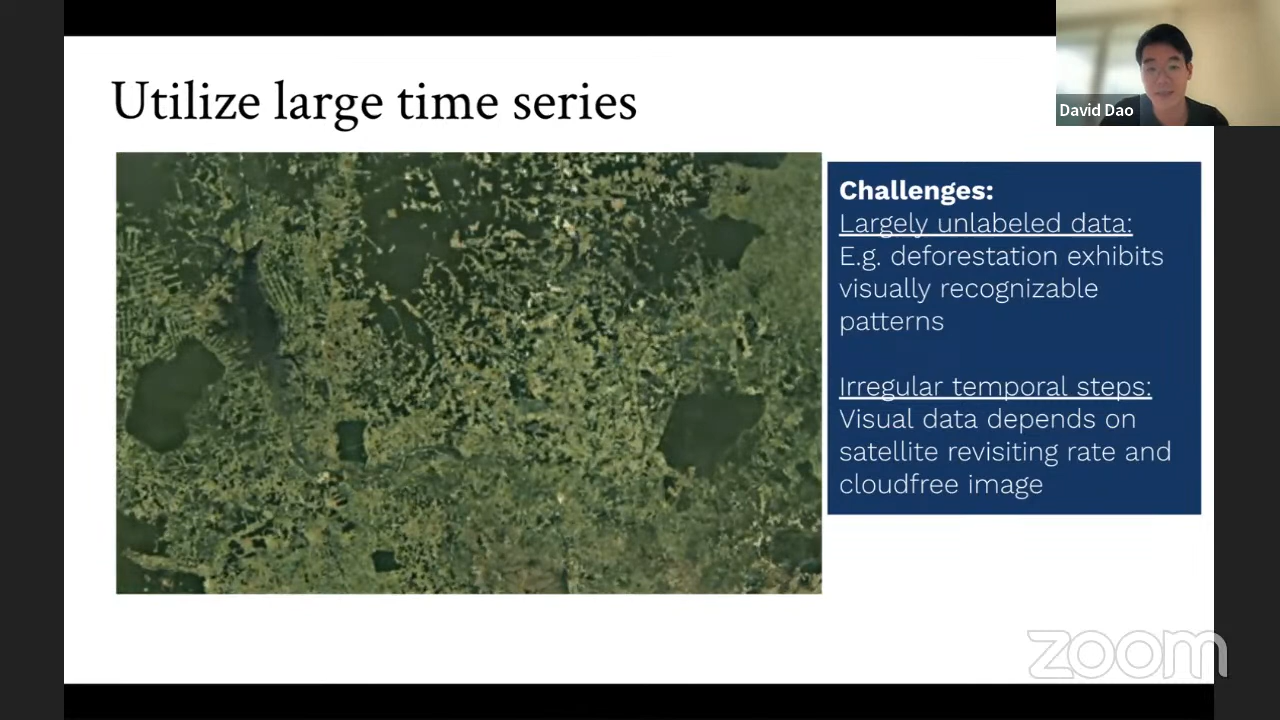 Utilize large time series
David Dao
Challenges:
Largely unlabeled data:
E.g. deforestation exhibits
visually recognizable
patterns
Irregular temporal steps:
Visual data depends on
satellite revisiting rate and
cloudfree image
zoom